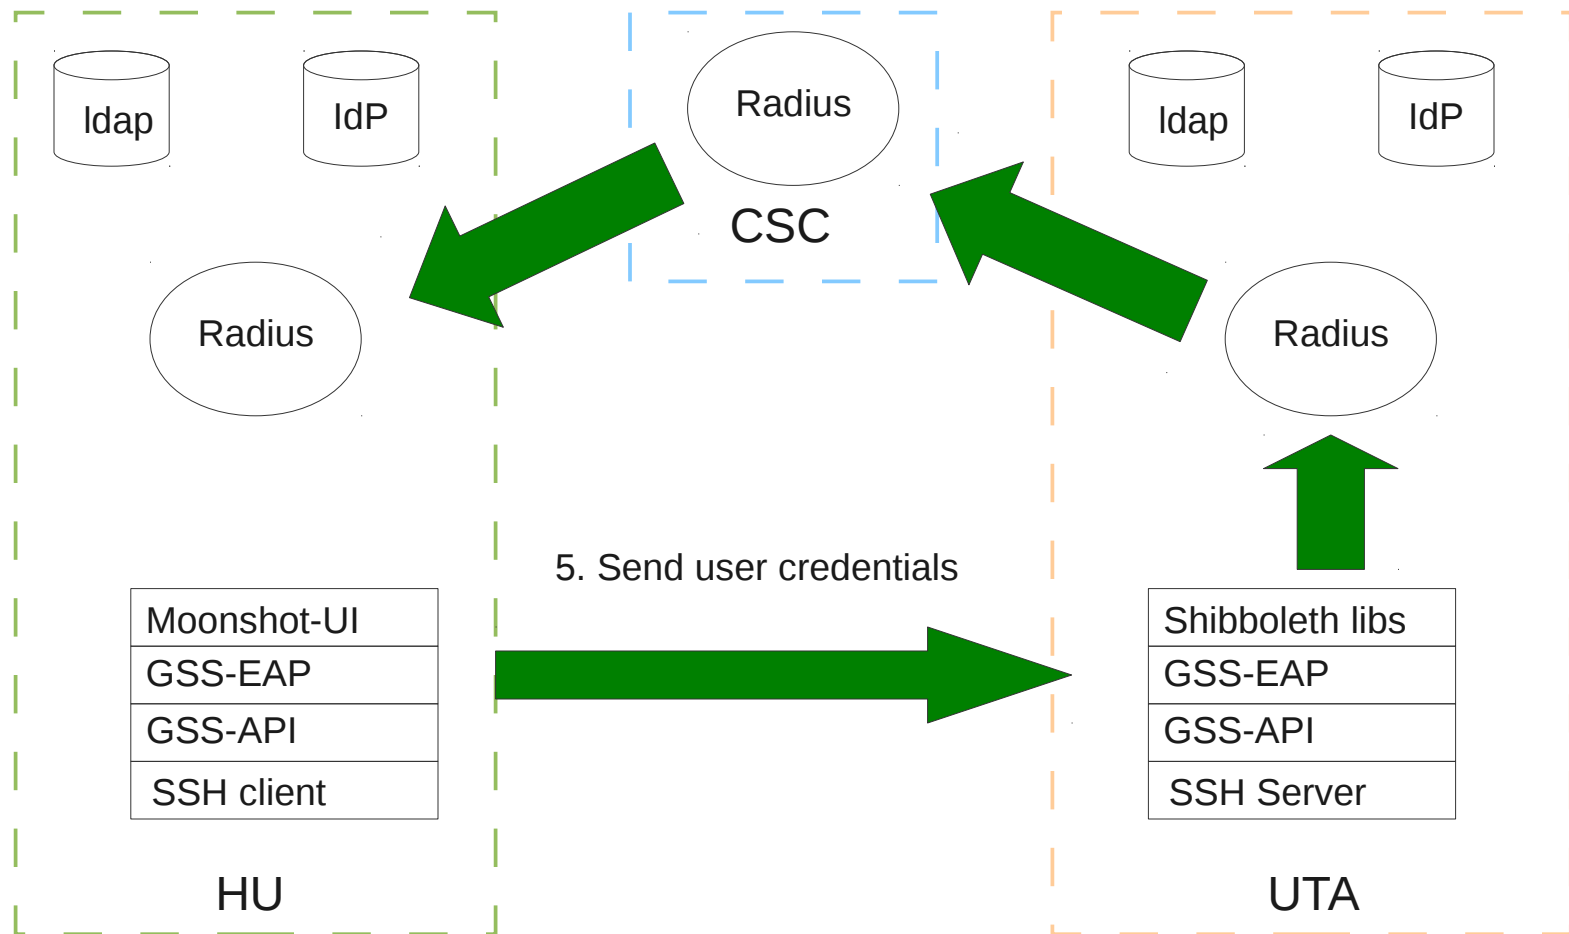 ldap
IdP
Radius
CSC
ldap
IdP
Radius
Radius
5. Send user credentials
Moonshot-UI
GSS-EAP
GSS-API
SSH client
HU
Shibboleth libs
GSS-EAP
GSS-API
SSH Server
UTA